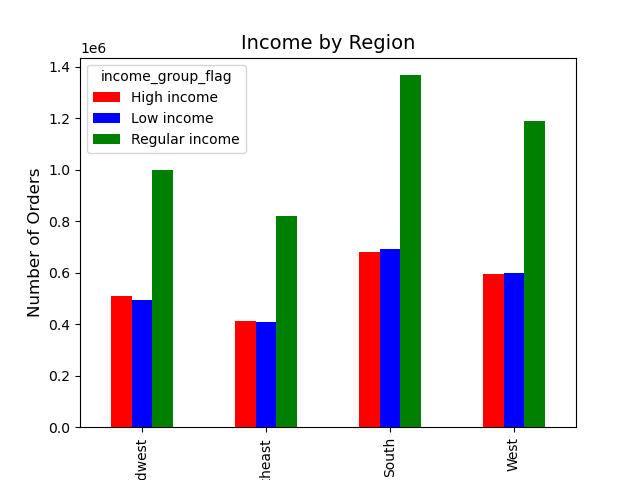 Income by Region
1e6
1.4
1.2
1.0
0.8
0.6
0.4
0.2
0.0
Number of Orders
income_group_flag
High income
Low income
Regular income
dwest
heast
South
West